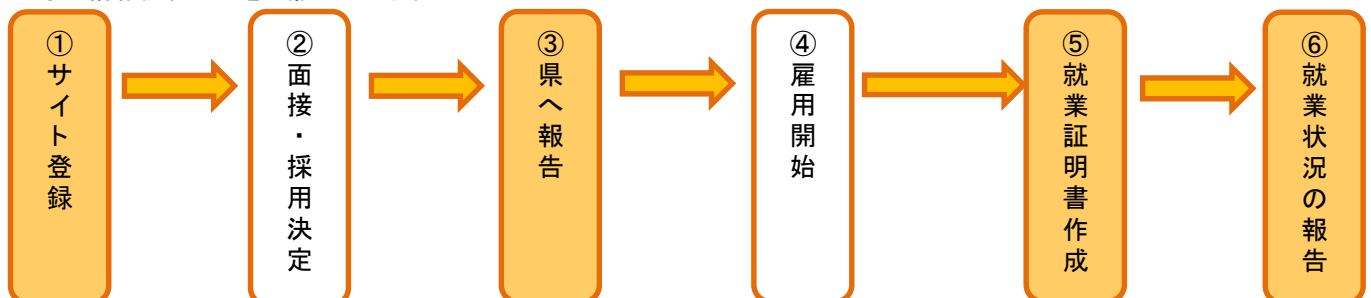 ①サイト登録
②面接・採用決定
③県へ報告
④雇用開始
⑤就業証明書作成
⑥就業状況の報告